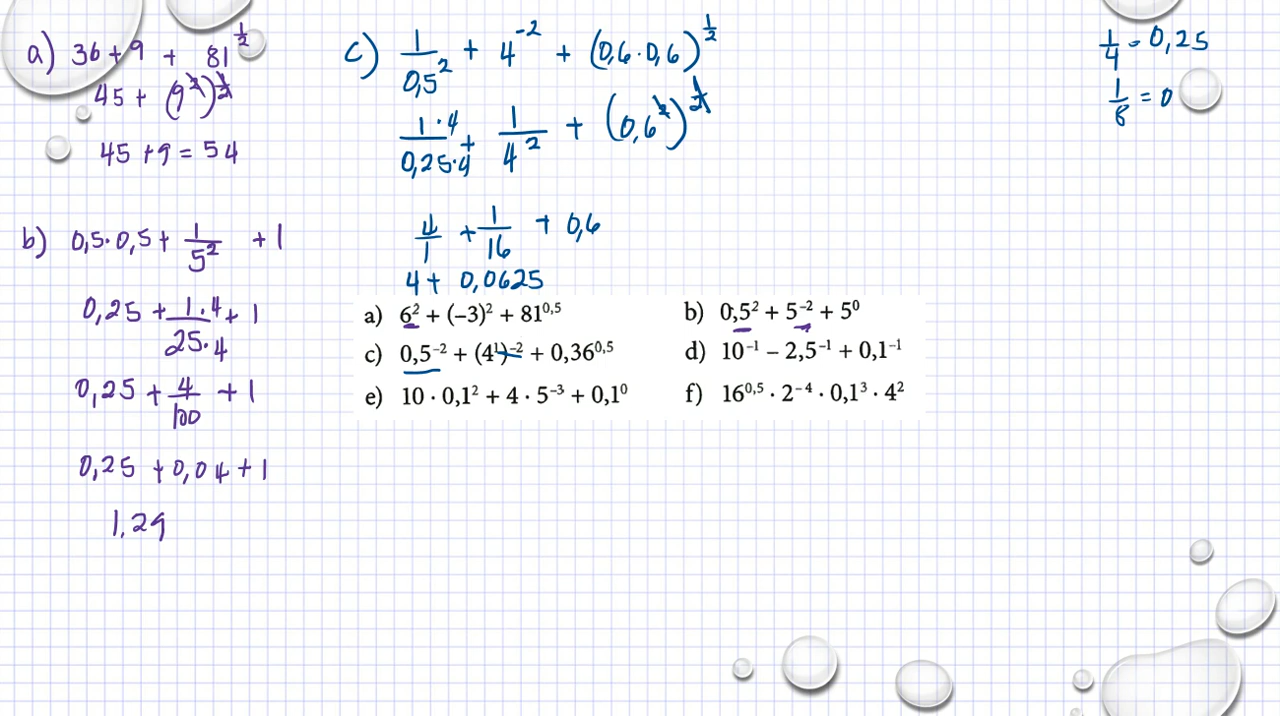 a) 36 + 9 + 81^(1/2)
45 + (9²)^(1/2)
45 + 9 = 54
b) 0,5·0,5 + 1/5² + 1
0,25 + 1·4/25·4 + 1
0,25 + 4/100 + 1
0,25 + 0,04 + 1
1,29
c) 1/0,5² + 4⁻² + (0,6·0,6)^(1/2)
1·4/0,25·4 + 1/4² + (0,6²)^(1/2)
4/1 + 1/16 + 0,6
4 + 0,0625
1/4 = 0,25
1/8 = 0
a) 6² + (−3)² + 81^0,5
b) 0,5² + 5⁻² + 5⁰
c) 0,5⁻² + (4¹)⁻² + 0,36^0,5
d) 10⁻¹ − 2,5⁻¹ + 0,1⁻¹
e) 10 · 0,1² + 4 · 5⁻³ + 0,1⁰
f) 16^0,5 · 2⁻⁴ · 0,1³ · 4²